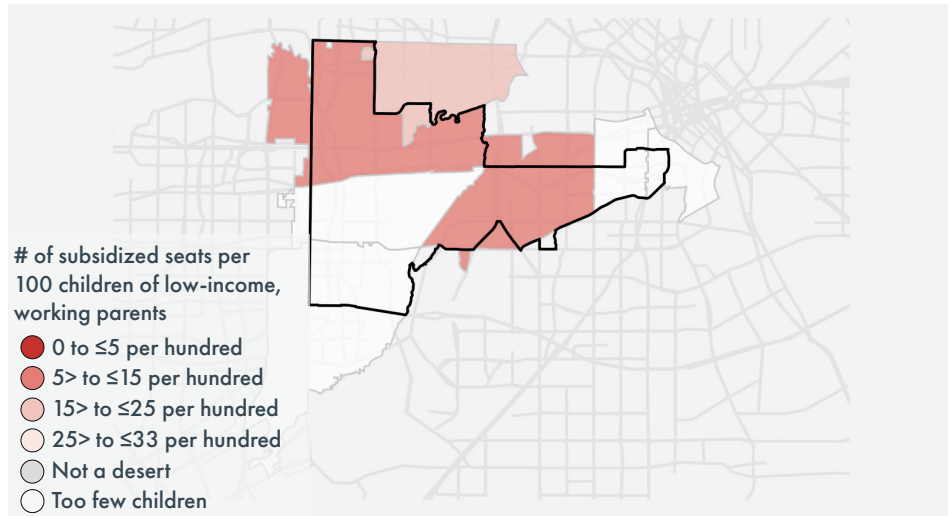 # of subsidized seats per
100 children of low-income,
working parents
0 to ≤5 per hundred
5> to ≤15 per hundred
15> to ≤25 per hundred
25> to ≤33 per hundred
Not a desert
Too few children